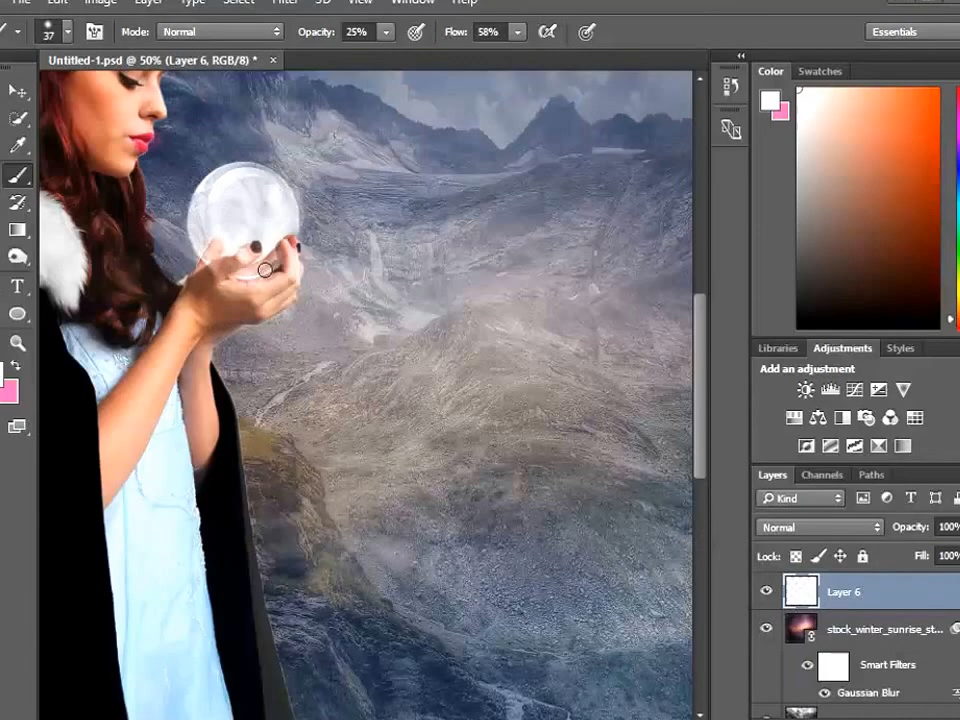 File Edit Image Layer Type Select Filter 3D View Window Help
37 Mode: Normal Opacity: 25% Flow: 58% Essentials
Untitled-1.psd @ 50% (Layer 6, RGB/8) * ×
Color Swatches
Libraries Adjustments Styles
Add an adjustment
Layers Channels Paths
Kind
Normal Opacity: 100%
Lock: Fill: 100%
Layer 6
stock_winter_sunrise_st...
Smart Filters
Gaussian Blur